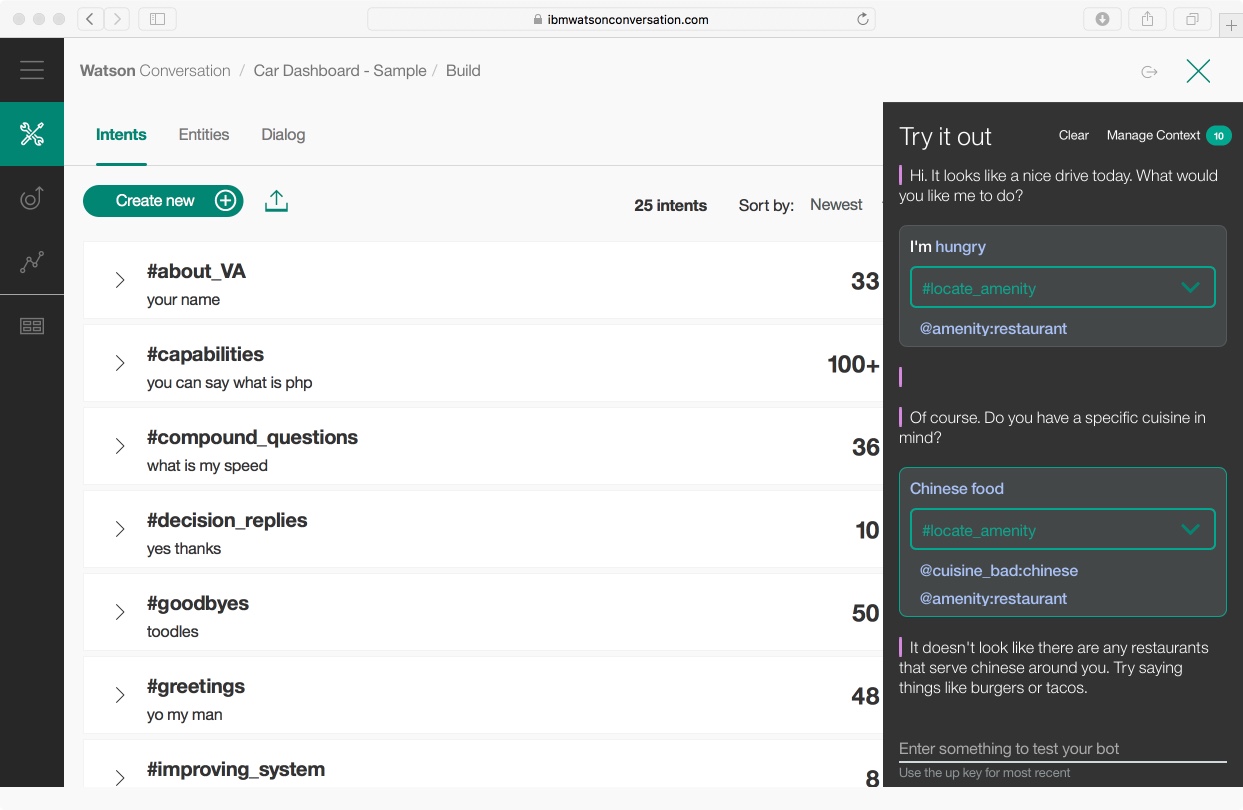 ibmwatsonconversation.com
Watson Conversation / Car Dashboard - Sample / Build
Intents Entities Dialog
Create new
25 intents Sort by: Newest
#about_VA
your name
33
#capabilities
you can say what is php
100+
#compound_questions
what is my speed
36
#decision_replies
yes thanks
10
#goodbyes
toodles
50
#greetings
yo my man
48
#improving_system
8
Try it out Clear Manage Context 10
Hi. It looks like a nice drive today. What would
you like me to do?
I'm hungry
#locate_amenity
@amenity:restaurant
Of course. Do you have a specific cuisine in
mind?
Chinese food
#locate_amenity
@cuisine_bad:chinese
@amenity:restaurant
It doesn't look like there are any restaurants
that serve chinese around you. Try saying
things like burgers or tacos.
Enter something to test your bot
Use the up key for most recent